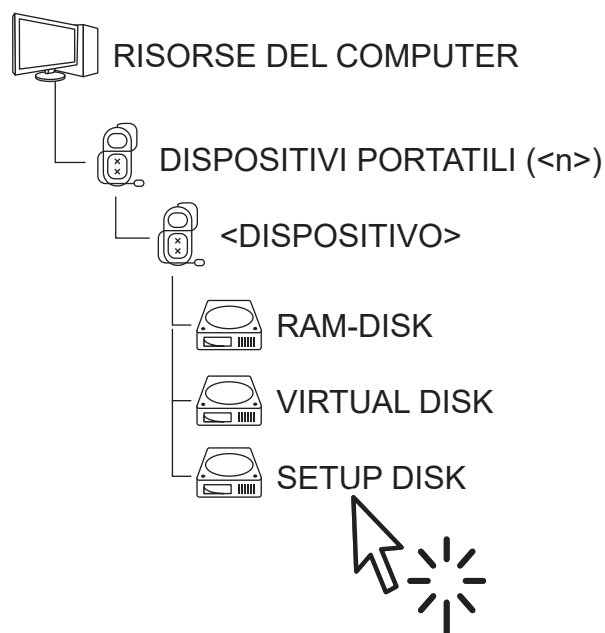 RISORSE DEL COMPUTER
DISPOSITIVI PORTATILI (<n>)
<DISPOSITIVO>
RAM-DISK
VIRTUAL DISK
SETUP DISK